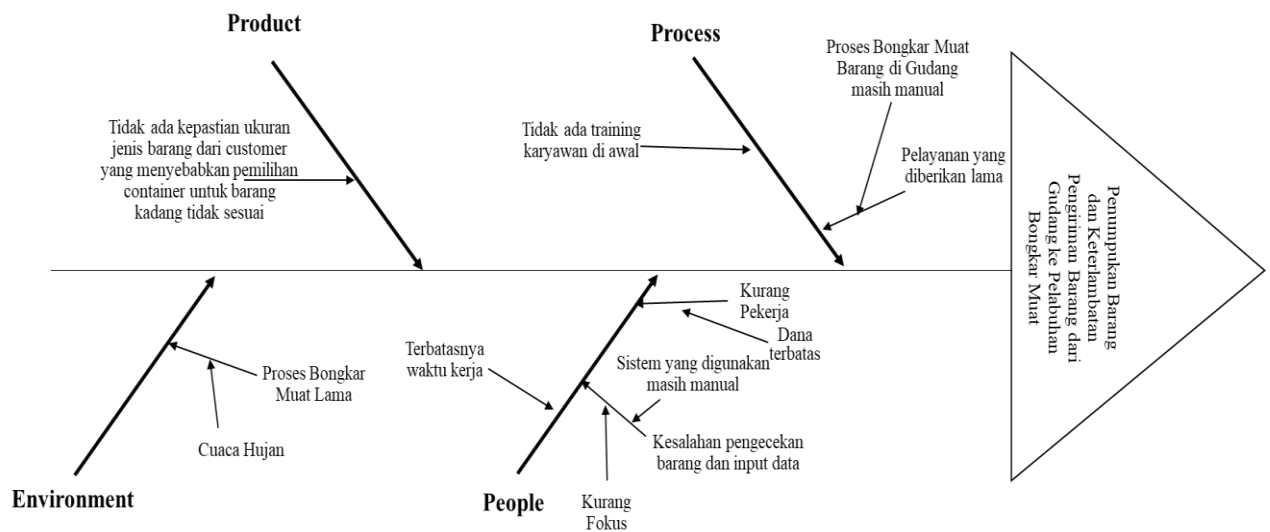 Product
Process
Proses Bongkar Muat
Barang di Gudang
masih manual
Tidak ada kepastian ukuran
jenis barang dari customer
yang menyebabkan pemilihan
container untuk barang
kadang tidak sesuai
Tidak ada training
karyawan di awal
Pelayanan yang
diberikan lama
Penumpukan Barang
dan Keterlambatan
Pengiriman Barang dari
Gudang ke Pelabuhan
Bongkar Muat
Kurang
Pekerja
Dana
terbatas
Terbatasnya
waktu kerja
Sistem yang digunakan
masih manual
Proses Bongkar
Muat Lama
Cuaca Hujan
Kesalahan pengecekan
barang dan input data
Kurang
Fokus
Environment
People